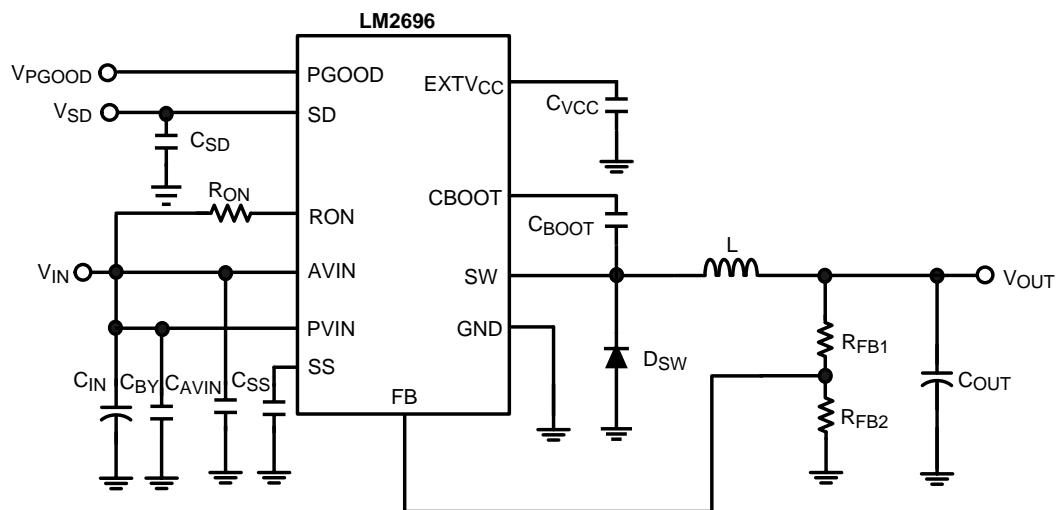 LM2696
VPGOOD
PGOOD
EXTVCC
CVCC
VSD
SD
CSD
RON
RON
CBOOT
CBOOT
L
VIN
AVIN
SW
VOUT
PVIN
GND
RFB1
DSW
SS
CIN
CBY
CAVIN
CSS
FB
COUT
RFB2